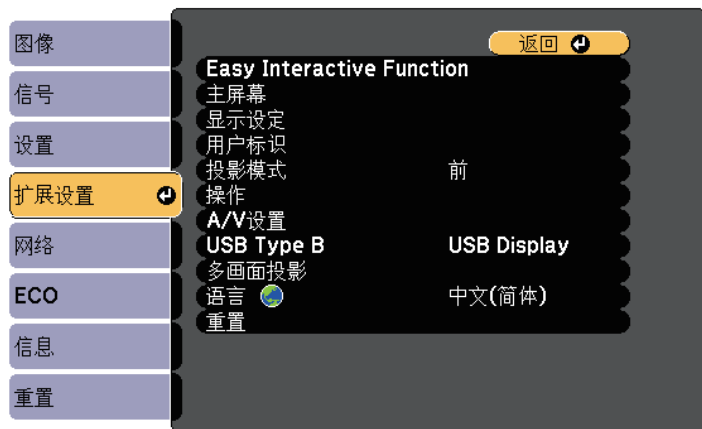 图像
信号
设置
扩展设置
网络
ECO
信息
重置
返回
Easy Interactive Function
主屏幕
显示设定
用户标识
投影模式 前
操作
A/V设置
USB Type B USB Display
多画面投影
语言 中文(简体)
重置